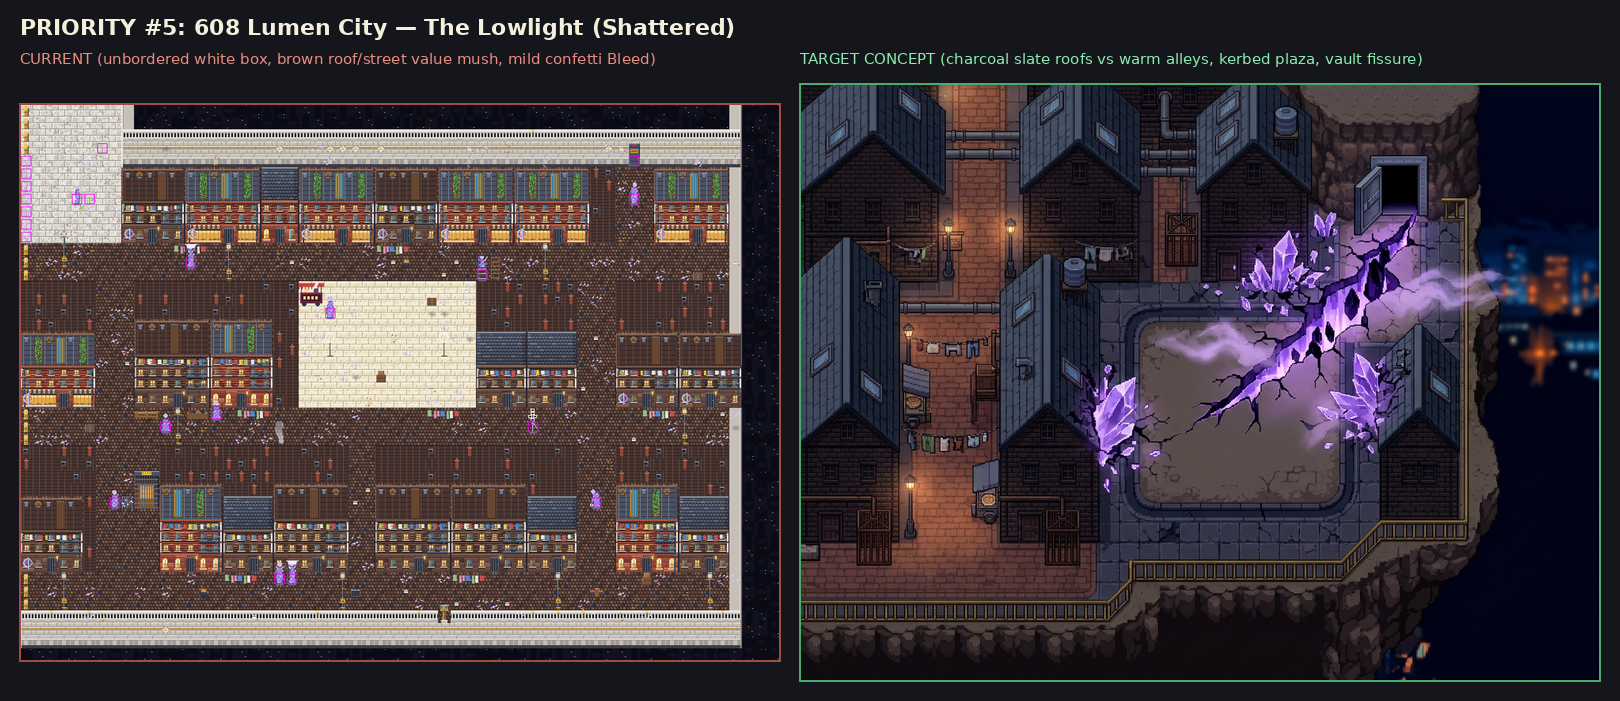 PRIORITY #5: 608 Lumen City — The Lowlight (Shattered)
CURRENT (unbordered white box, brown roof/street value mush, mild confetti Bleed)
TARGET CONCEPT (charcoal slate roofs vs warm alleys, kerbed plaza, vault fissure)